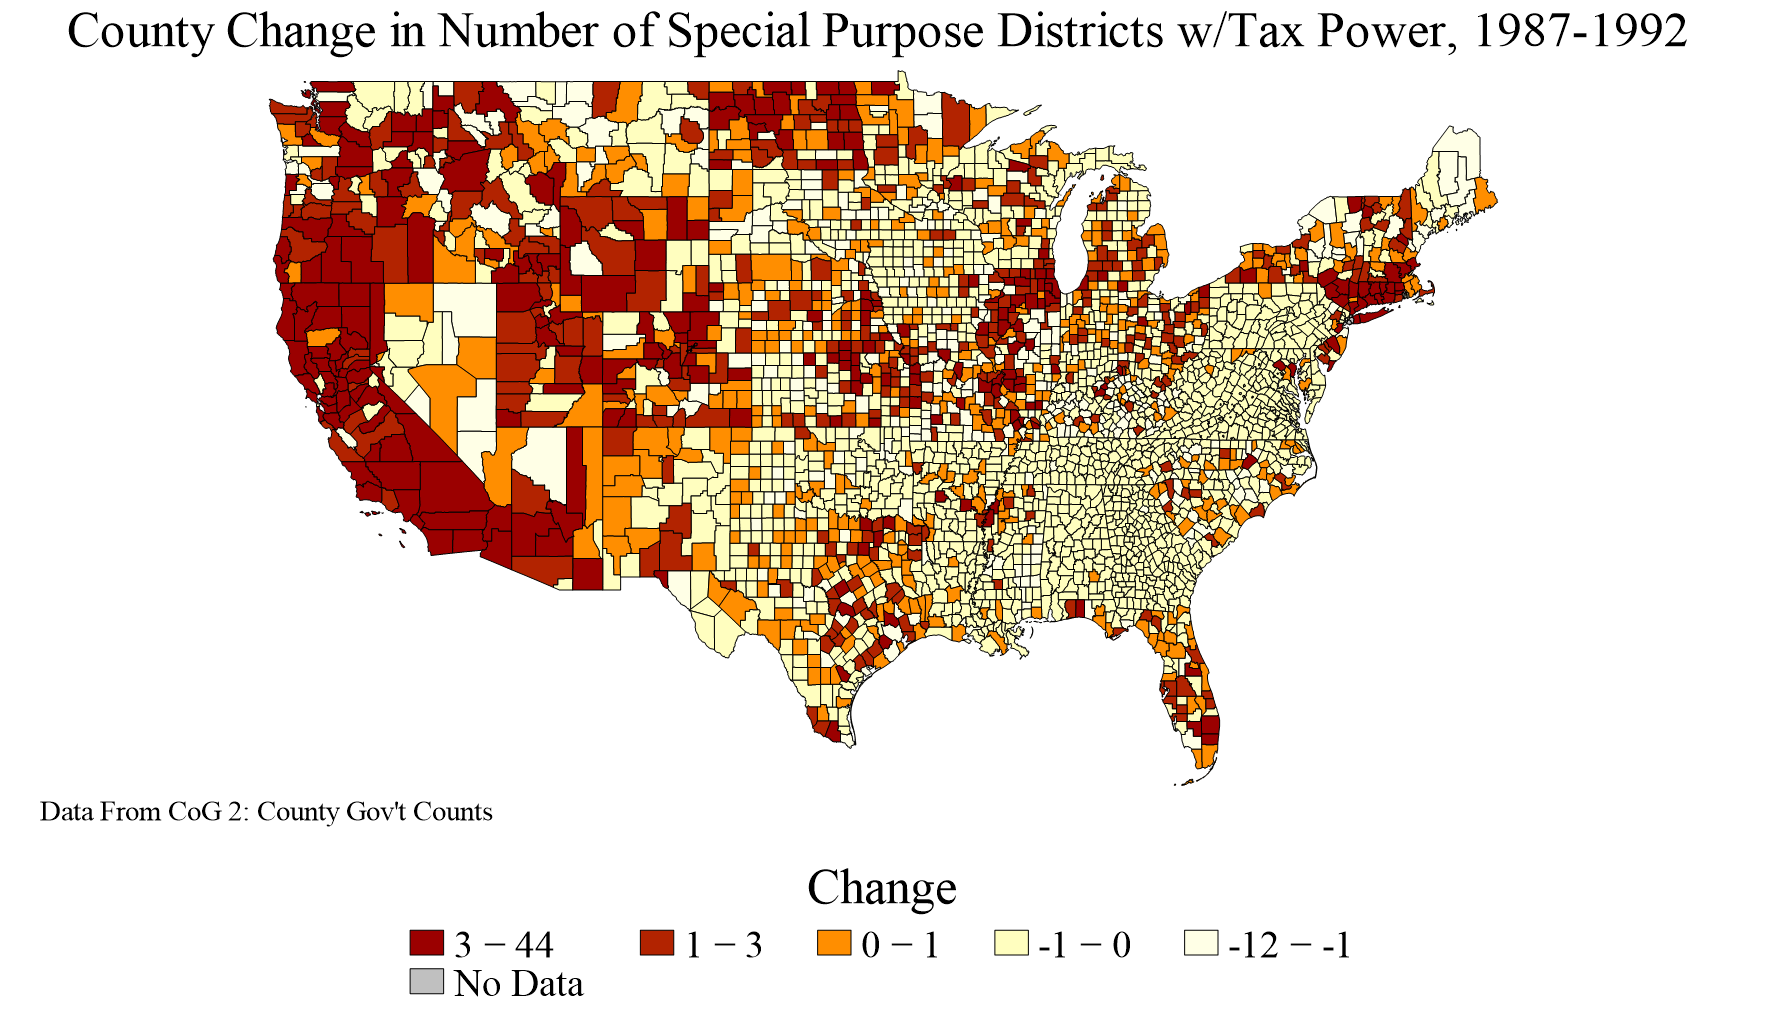 County Change in Number of Special Purpose Districts w/Tax Power, 1987-1992
Data From CoG 2: County Gov't Counts
Change
3 − 44 1 − 3 0 − 1 -1 − 0 -12 − -1
No Data